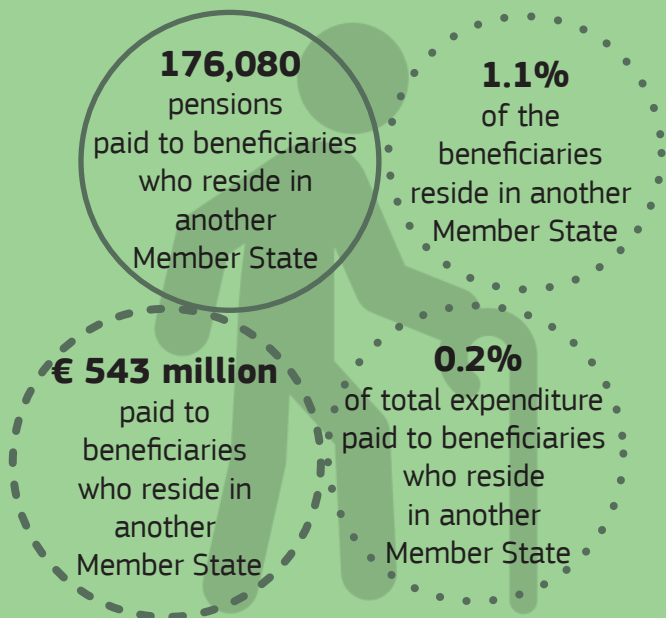 176,080
pensions
paid to beneficiaries
who reside in
another
Member State
1.1%
of the
beneficiaries
reside in another
Member State
€ 543 million
paid to
beneficiaries
who reside in
another
Member State
0.2%
of total expenditure
paid to beneficiaries
who reside
in another
Member State